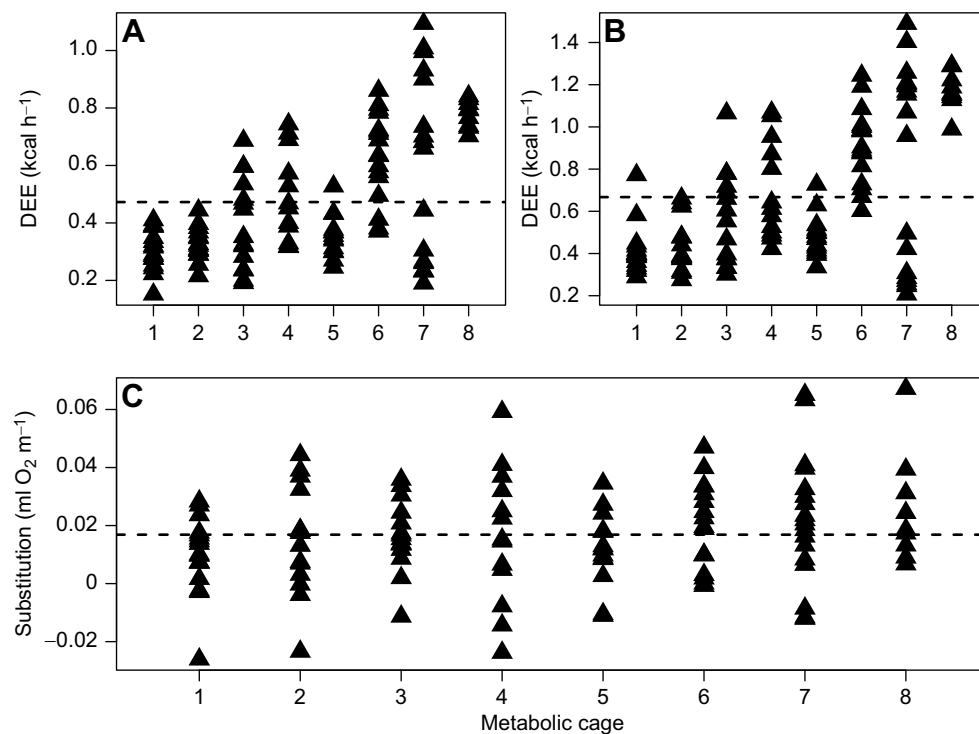 A
DEE (kcal h⁻¹)
1.0
0.8
0.6
0.4
0.2
1 2 3 4 5 6 7 8
B
DEE (kcal h⁻¹)
1.4
1.2
1.0
0.8
0.6
0.4
0.2
1 2 3 4 5 6 7 8
C
Substitution (ml O₂ m⁻¹)
0.06
0.04
0.02
0
−0.02
1 2 3 4 5 6 7 8
Metabolic cage